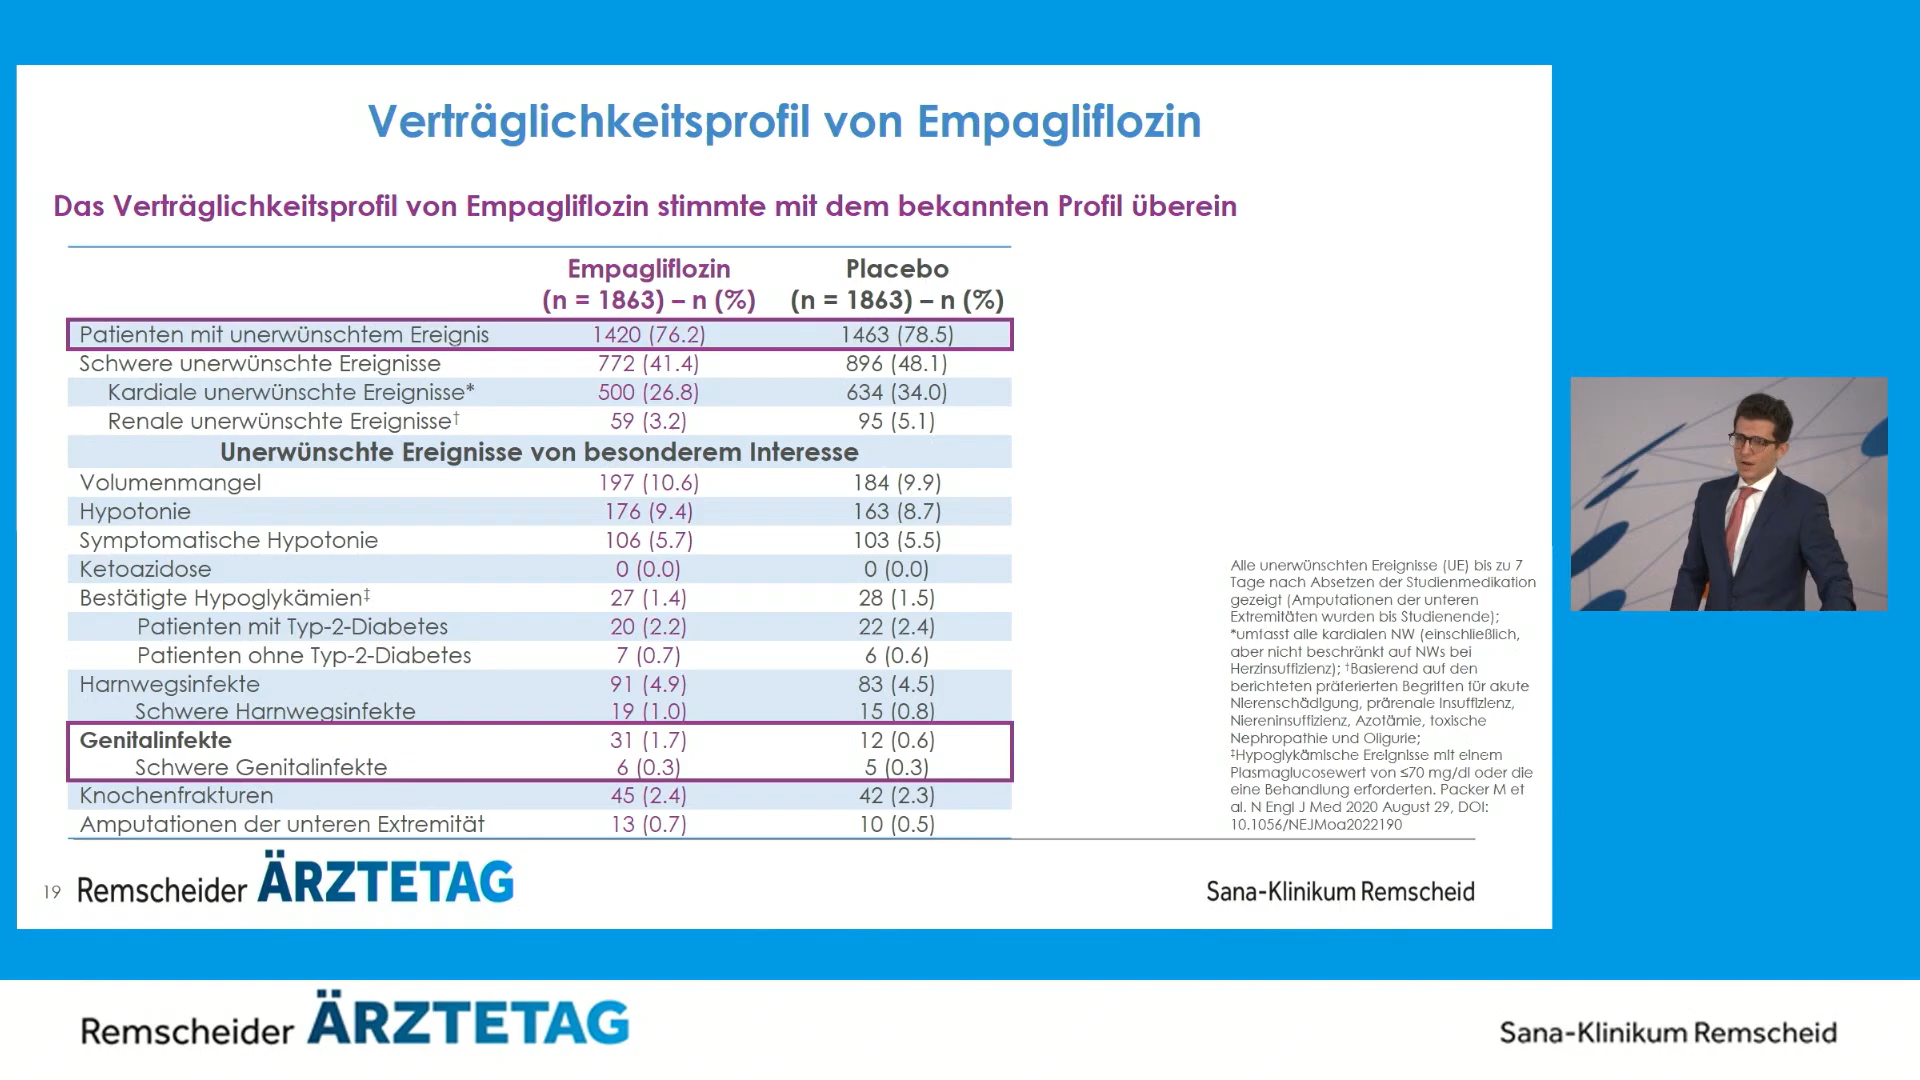 Verträglichkeitsprofil von Empagliflozin
Das Verträglichkeitsprofil von Empagliflozin stimmte mit dem bekannten Profil überein
Empagliflozin Placebo
(n = 1863) – n (%) (n = 1863) – n (%)
Patienten mit unerwünschtem Ereignis 1420 (76.2) 1463 (78.5)
Schwere unerwünschte Ereignisse 772 (41.4) 896 (48.1)
Kardiale unerwünschte Ereignisse* 500 (26.8) 634 (34.0)
Renale unerwünschte Ereignisse† 59 (3.2) 95 (5.1)
Unerwünschte Ereignisse von besonderem Interesse
Volumenmangel 197 (10.6) 184 (9.9)
Hypotonie 176 (9.4) 163 (8.7)
Symptomatische Hypotonie 106 (5.7) 103 (5.5)
Ketoazidose 0 (0.0) 0 (0.0)
Bestätigte Hypoglykämien‡ 27 (1.4) 28 (1.5)
Patienten mit Typ-2-Diabetes 20 (2.2) 22 (2.4)
Patienten ohne Typ-2-Diabetes 7 (0.7) 6 (0.6)
Harnwegsinfekte 91 (4.9) 83 (4.5)
Schwere Harnwegsinfekte 19 (1.0) 15 (0.8)
Genitalinfekte 31 (1.7) 12 (0.6)
Schwere Genitalinfekte 6 (0.3) 5 (0.3)
Knochenfrakturen 45 (2.4) 42 (2.3)
Amputationen der unteren Extremität 13 (0.7) 10 (0.5)
Alle unerwünschten Ereignisse (UE) bis zu 7
Tage nach Absetzen der Studienmedikation
gezeigt (Amputationen der unteren
Extremitäten wurden bis Studienende);
*umfasst alle kardialen NW (einschließlich,
aber nicht beschränkt auf NWs bei
Herzinsuffizienz); †Basierend auf den
berichteten präferierten Begriffen für akute
Nierenschädigung, prärenale Insuffizienz,
Niereninsuffizienz, Azotämie, toxische
Nephropathie und Oligurie;
‡Hypoglykämische Ereignisse mit einem
Plasmaglucosewert von ≤70 mg/dl oder die
eine Behandlung erforderten. Packer M et
al. N Engl J Med 2020 August 29, DOI:
10.1056/NEJMoa2022190
19 Remscheider ÄRZTETAG Sana-Klinikum Remscheid
Remscheider ÄRZTETAG Sana-Klinikum Remscheid